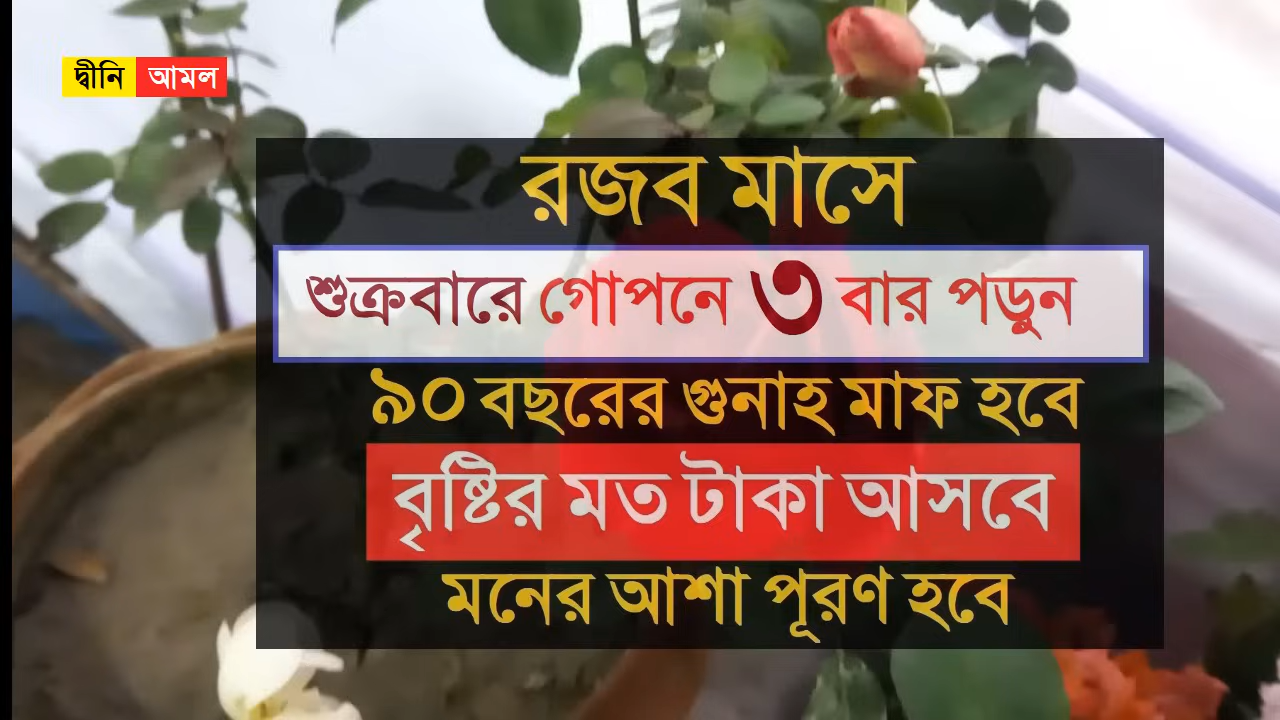 দ্বীনি আমল
রজব মাসে
শুক্রবারে গোপনে ৩ বার পড়ুন
৯০ বছরের গুনাহ মাফ হবে
বৃষ্টির মত টাকা আসবে
মনের আশা পূরণ হবে